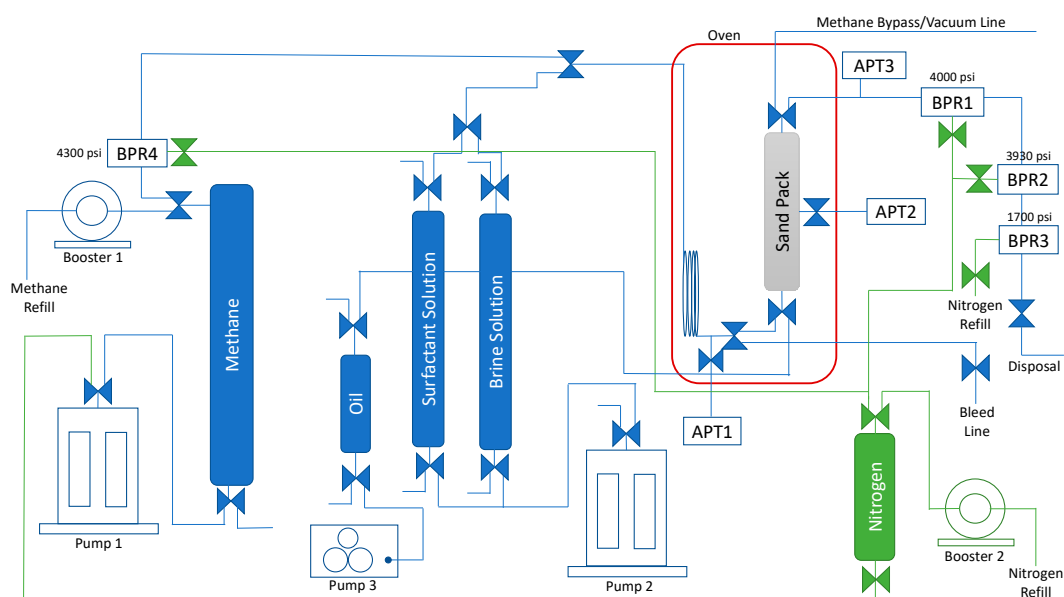 Methane Bypass/Vacuum Line
Oven
APT3
4000 psi
BPR1
4300 psi
BPR4
3930 psi
BPR2
Sand Pack
APT2
1700 psi
BPR3
Booster 1
Methane
Refill
Methane
Surfactant Solution
Brine Solution
Nitrogen
Refill
Disposal
Oil
APT1
Bleed
Line
Nitrogen
Pump 1
Pump 3
Pump 2
Booster 2
Nitrogen
Refill